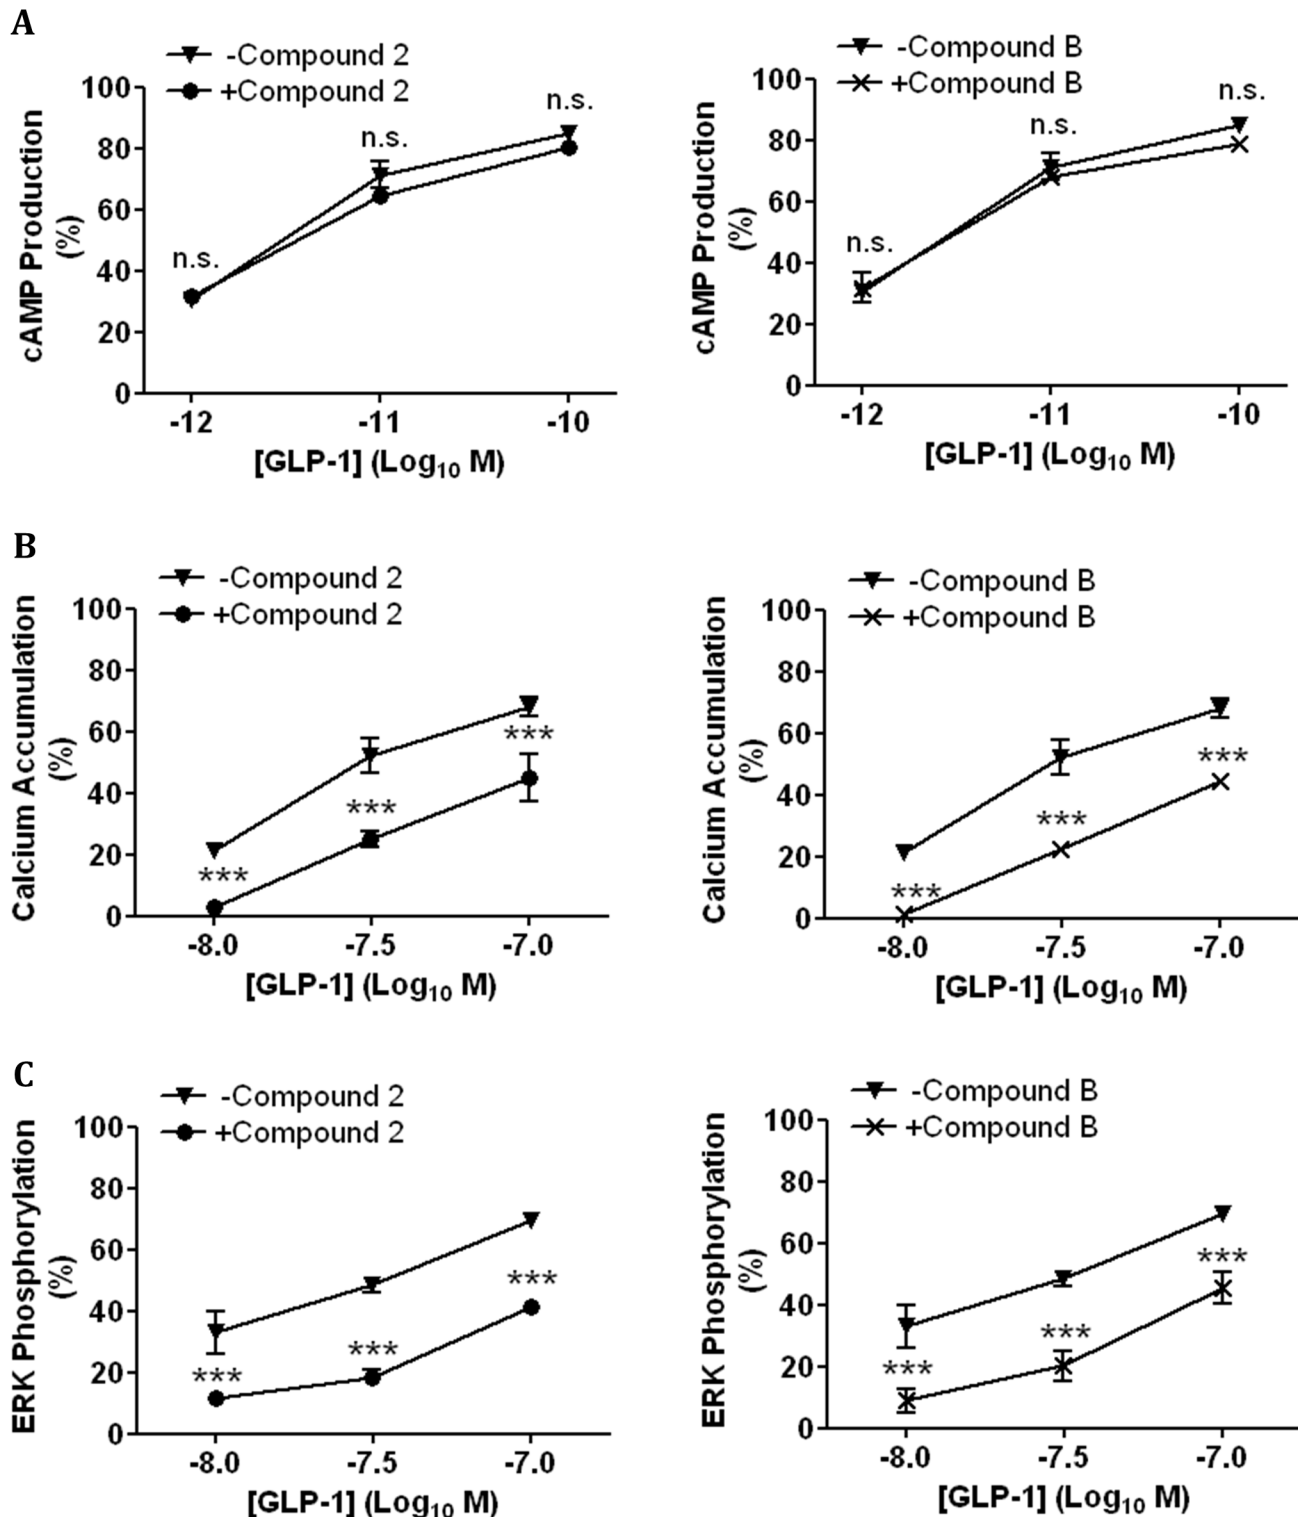 A
-Compound 2
+Compound 2
100
80
60
40
20
0
cAMP Production
(%)
n.s.
n.s.
n.s.
-12
-11
-10
[GLP-1] (Log₁₀ M)
-Compound B
+Compound B
100
80
60
40
20
0
cAMP Production
(%)
n.s.
n.s.
n.s.
-12
-11
-10
[GLP-1] (Log₁₀ M)
B
-Compound 2
+Compound 2
100
80
60
40
20
0
Calcium Accumulation
(%)
***
***
***
-8.0
-7.5
-7.0
[GLP-1] (Log₁₀ M)
-Compound B
+Compound B
100
80
60
40
20
0
Calcium Accumulation
(%)
***
***
***
-8.0
-7.5
-7.0
[GLP-1] (Log₁₀ M)
C
-Compound 2
+Compound 2
100
80
60
40
20
0
ERK Phosphorylation
(%)
***
***
***
-8.0
-7.5
-7.0
[GLP-1] (Log₁₀ M)
-Compound B
+Compound B
100
80
60
40
20
0
ERK Phosphorylation
(%)
***
***
***
-8.0
-7.5
-7.0
[GLP-1] (Log₁₀ M)